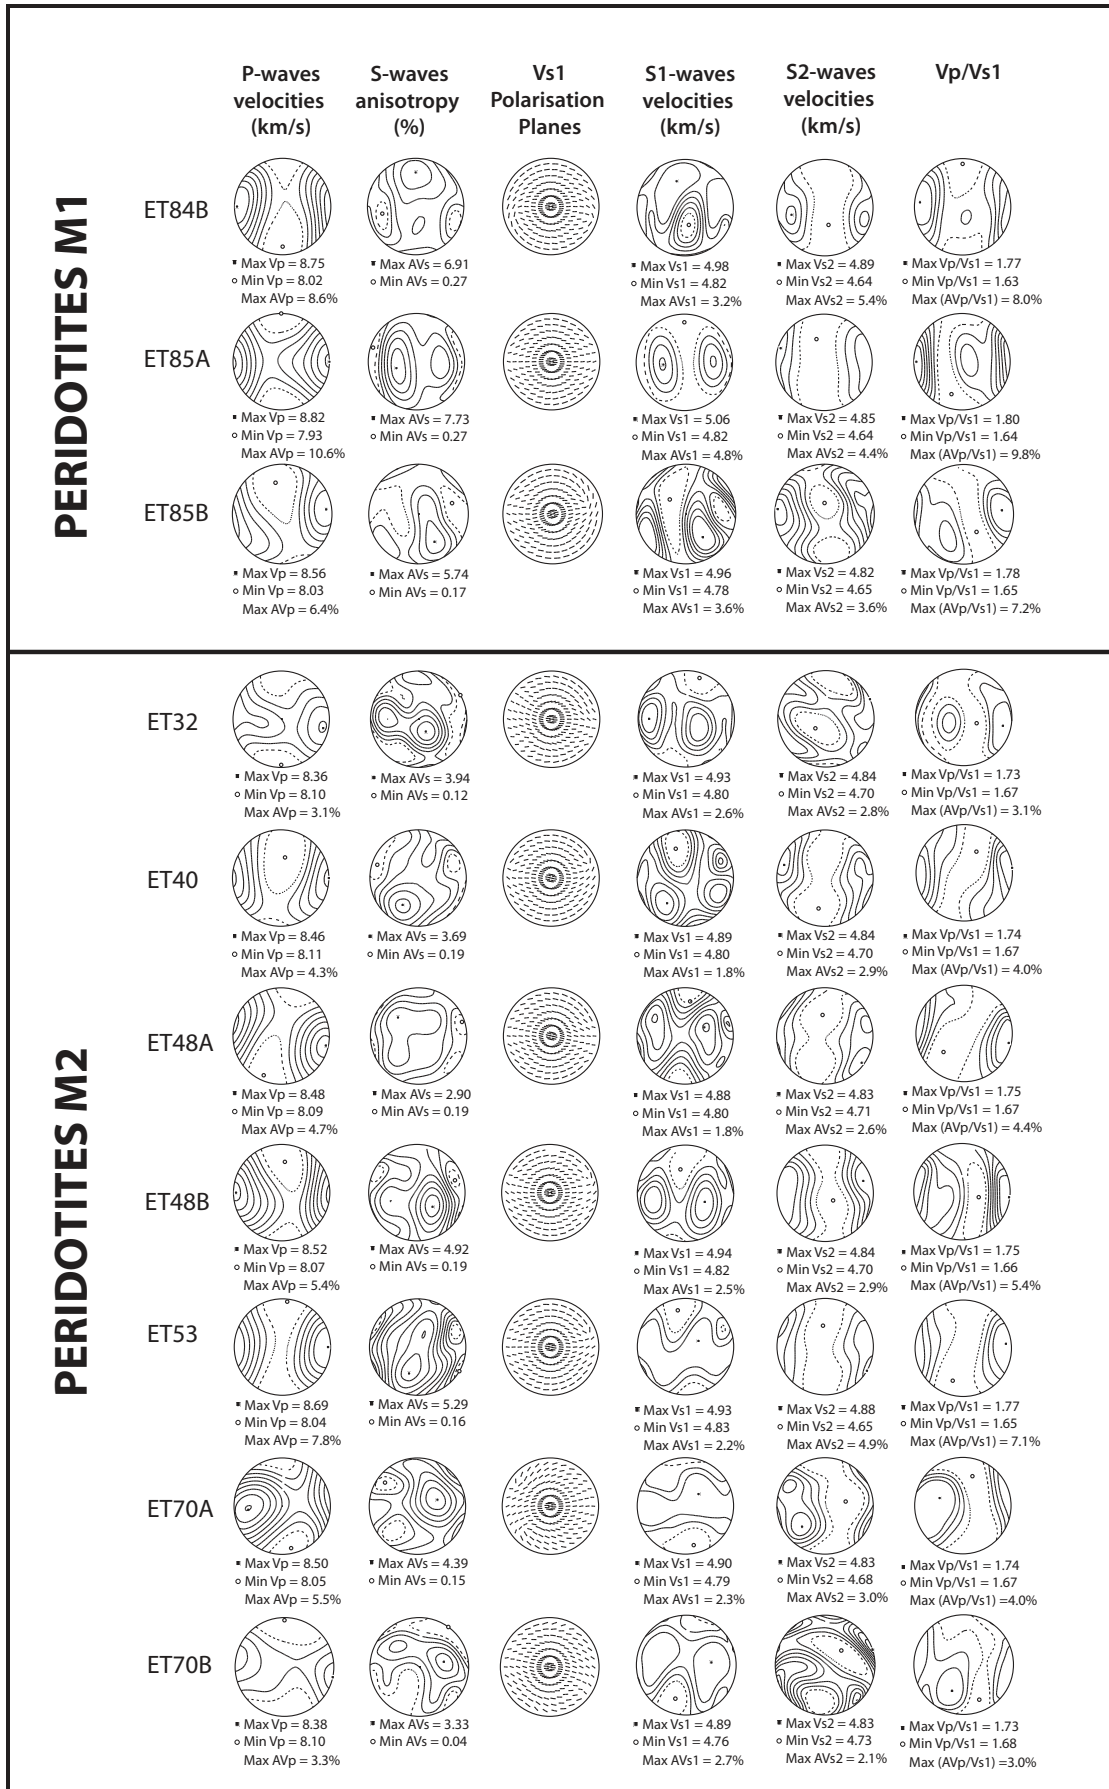 P-waves
velocities
(km/s)
S-waves
anisotropy
(%)
Vs1
Polarisation
Planes
S1-waves
velocities
(km/s)
S2-waves
velocities
(km/s)
Vp/Vs1
PERIDOTITES M1
ET84B
Max Vp = 8.75
Min Vp = 8.02
Max AVp = 8.6%
Max AVs = 6.91
Min AVs = 0.27
Max Vs1 = 4.98
Min Vs1 = 4.82
Max AVs1 = 3.2%
Max Vs2 = 4.89
Min Vs2 = 4.64
Max AVs2 = 5.4%
Max Vp/Vs1 = 1.77
Min Vp/Vs1 = 1.63
Max (AVp/Vs1) = 8.0%
ET85A
Max Vp = 8.82
Min Vp = 7.93
Max AVp = 10.6%
Max AVs = 7.73
Min AVs = 0.27
Max Vs1 = 5.06
Min Vs1 = 4.82
Max AVs1 = 4.8%
Max Vs2 = 4.85
Min Vs2 = 4.64
Max AVs2 = 4.4%
Max Vp/Vs1 = 1.80
Min Vp/Vs1 = 1.64
Max (AVp/Vs1) = 9.8%
ET85B
Max Vp = 8.56
Min Vp = 8.03
Max AVp = 6.4%
Max AVs = 5.74
Min AVs = 0.17
Max Vs1 = 4.96
Min Vs1 = 4.78
Max AVs1 = 3.6%
Max Vs2 = 4.82
Min Vs2 = 4.65
Max AVs2 = 3.6%
Max Vp/Vs1 = 1.78
Min Vp/Vs1 = 1.65
Max (AVp/Vs1) = 7.2%
PERIDOTITES M2
ET32
Max Vp = 8.36
Min Vp = 8.10
Max AVp = 3.1%
Max AVs = 3.94
Min AVs = 0.12
Max Vs1 = 4.93
Min Vs1 = 4.80
Max AVs1 = 2.6%
Max Vs2 = 4.84
Min Vs2 = 4.70
Max AVs2 = 2.8%
Max Vp/Vs1 = 1.73
Min Vp/Vs1 = 1.67
Max (AVp/Vs1) = 3.1%
ET40
Max Vp = 8.46
Min Vp = 8.11
Max AVp = 4.3%
Max AVs = 3.69
Min AVs = 0.19
Max Vs1 = 4.89
Min Vs1 = 4.80
Max AVs1 = 1.8%
Max Vs2 = 4.84
Min Vs2 = 4.70
Max AVs2 = 2.9%
Max Vp/Vs1 = 1.74
Min Vp/Vs1 = 1.67
Max (AVp/Vs1) = 4.0%
ET48A
Max Vp = 8.48
Min Vp = 8.09
Max AVp = 4.7%
Max AVs = 2.90
Min AVs = 0.19
Max Vs1 = 4.88
Min Vs1 = 4.80
Max AVs1 = 1.8%
Max Vs2 = 4.83
Min Vs2 = 4.71
Max AVs2 = 2.6%
Max Vp/Vs1 = 1.75
Min Vp/Vs1 = 1.67
Max (AVp/Vs1) = 4.4%
ET48B
Max Vp = 8.52
Min Vp = 8.07
Max AVp = 5.4%
Max AVs = 4.92
Min AVs = 0.19
Max Vs1 = 4.94
Min Vs1 = 4.82
Max AVs1 = 2.5%
Max Vs2 = 4.84
Min Vs2 = 4.70
Max AVs2 = 2.9%
Max Vp/Vs1 = 1.75
Min Vp/Vs1 = 1.66
Max (AVp/Vs1) = 5.4%
ET53
Max Vp = 8.69
Min Vp = 8.04
Max AVp = 7.8%
Max AVs = 5.29
Min AVs = 0.16
Max Vs1 = 4.93
Min Vs1 = 4.83
Max AVs1 = 2.2%
Max Vs2 = 4.88
Min Vs2 = 4.65
Max AVs2 = 4.9%
Max Vp/Vs1 = 1.77
Min Vp/Vs1 = 1.65
Max (AVp/Vs1) = 7.1%
ET70A
Max Vp = 8.50
Min Vp = 8.05
Max AVp = 5.5%
Max AVs = 4.39
Min AVs = 0.15
Max Vs1 = 4.90
Min Vs1 = 4.79
Max AVs1 = 2.3%
Max Vs2 = 4.83
Min Vs2 = 4.68
Max AVs2 = 3.0%
Max Vp/Vs1 = 1.74
Min Vp/Vs1 = 1.67
Max (AVp/Vs1) =4.0%
ET70B
Max Vp = 8.38
Min Vp = 8.10
Max AVp = 3.3%
Max AVs = 3.33
Min AVs = 0.04
Max Vs1 = 4.89
Min Vs1 = 4.76
Max AVs1 = 2.7%
Max Vs2 = 4.83
Min Vs2 = 4.73
Max AVs2 = 2.1%
Max Vp/Vs1 = 1.73
Min Vp/Vs1 = 1.68
Max (AVp/Vs1) =3.0%